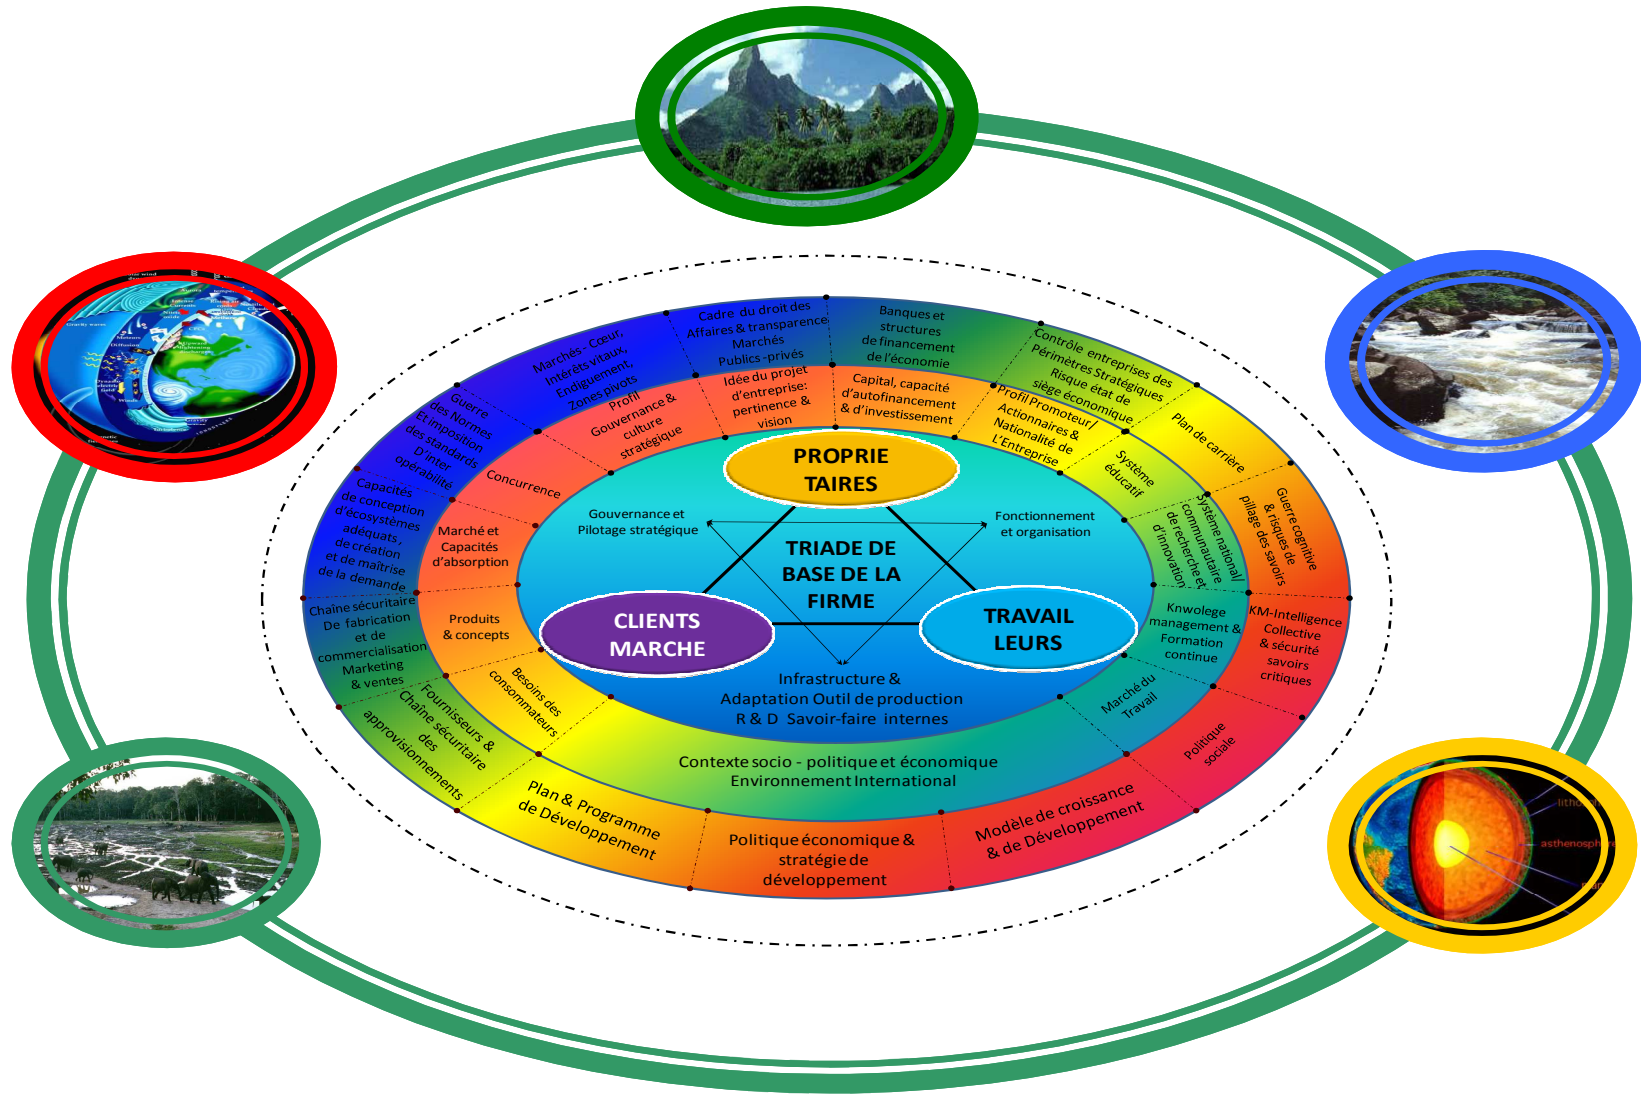 PROPRIE
TAIRES
TRIADE DE
BASE DE LA
FIRME
CLIENTS
MARCHE
TRAVAIL
LEURS
Gouvernance et
Pilotage stratégique
Fonctionnement
et organisation
Infrastructure &
Adaptation Outil de production
R & D Savoir-faire internes
Idée du projet
d'entreprise:
pertinence &
vision
Capital, capacité
d'autofinancement
& d'investissement
Profil Promoteur/
Actionnaires &
Nationalité de
L'Entreprise
Système
éducatif
Système national/
communautaire
de recherche et
d'innovation
Knwolege
management &
Formation
continue
Marché du
Travail
Contexte socio - politique et économique
Environnement International
Besoins des
consommateurs
Produits
& concepts
Marché et
Capacités
d'absorption
Concurrence
Profil
Gouvernance &
culture
stratégique
Cadre du droit des
Affaires & transparence
Marchés
Publics -privés
Banques et
structures
de financement
de l'économie
Contrôle entreprises des
Périmètres Stratégiques
Risque état de
siège économique
Plan de carrière
Guerre cognitive
& risques de
pillage des savoirs
KM-Intelligence
Collective
& sécurité
savoirs
critiques
Politique
sociale
Modèle de croissance
& de Développement
Politique économique &
stratégie de
développement
Plan & Programme
de Développement
Fournisseurs &
Chaîne sécuritaire
des
approvisionnements
Chaîne sécuritaire
De fabrication
et de
commercialisation
Marketing
& ventes
Capacités
de conception
d'écosystèmes
adéquats,
de création
et de maîtrise
de la demande
Guerre
des Normes
Et imposition
des standards
D'inter
opérabilité
Marchés - Cœur,
Intérêts vitaux,
Endiguement,
Zones pivots
Gravity waves
Meteors
Diffusion
CFCs
Winds
asthenosphere